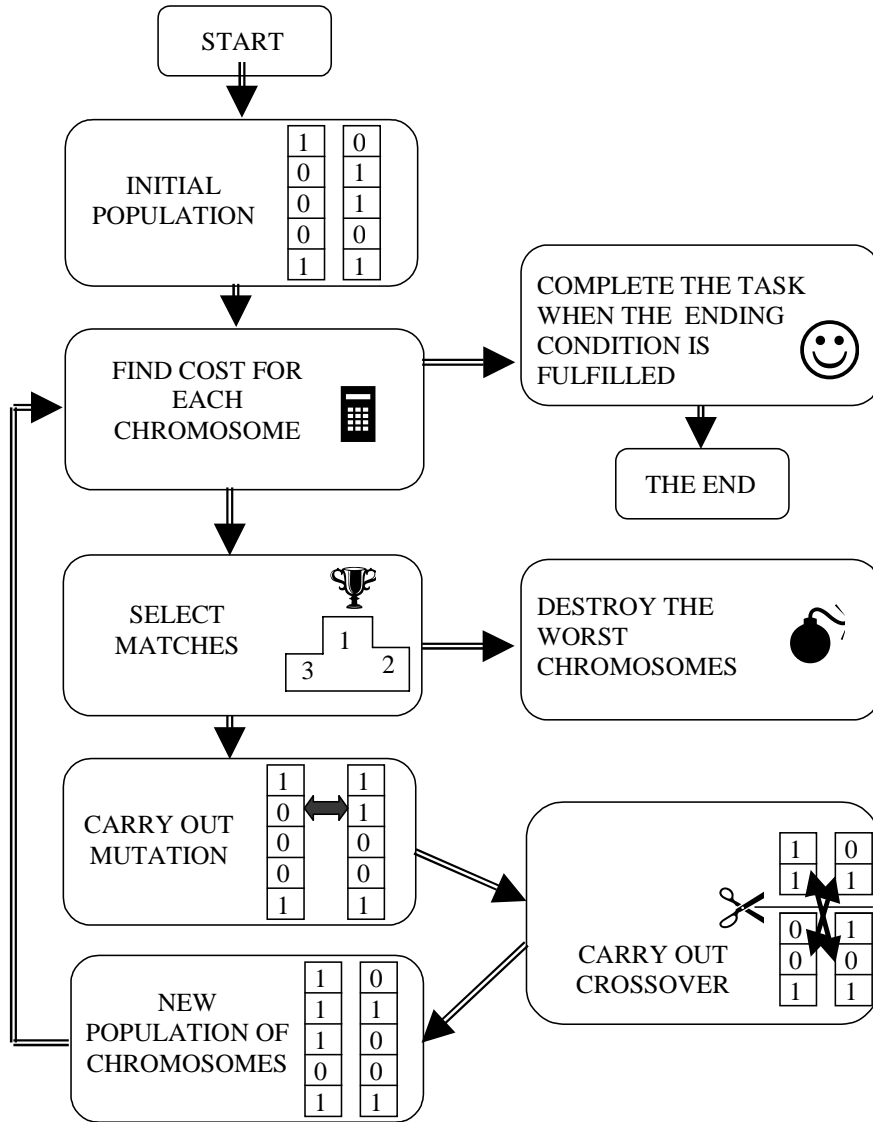 START
INITIAL
POPULATION
1 0
0 1
0 1
0 0
1 1
COMPLETE THE TASK
WHEN THE ENDING
CONDITION IS
FULFILLED
FIND COST FOR
EACH
CHROMOSOME
THE END
SELECT
MATCHES
1
3 2
DESTROY THE
WORST
CHROMOSOMES
CARRY OUT
MUTATION
1 1
0 1
0 0
0 0
1 1
1 0
1 1
0 1
0 0
1 1
CARRY OUT
CROSSOVER
NEW
POPULATION OF
CHROMOSOMES
1 0
1 1
1 0
0 0
1 1